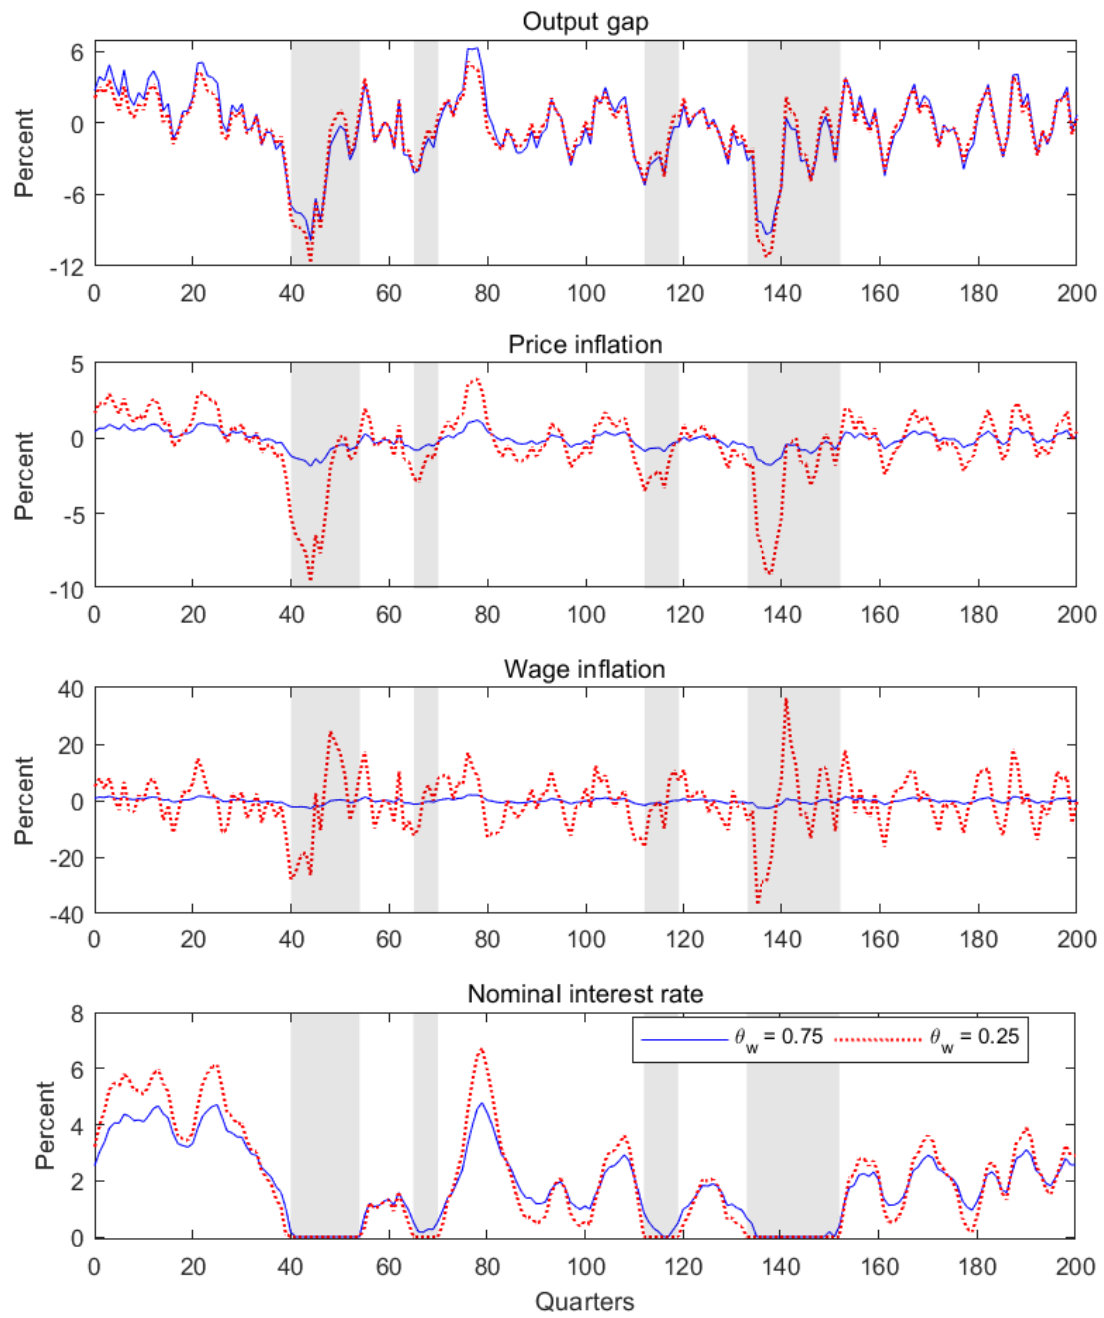 Output gap
Percent
6
0
-6
-12
0 20 40 60 80 100 120 140 160 180 200
Price inflation
Percent
5
0
-5
-10
0 20 40 60 80 100 120 140 160 180 200
Wage inflation
Percent
40
20
0
-20
-40
0 20 40 60 80 100 120 140 160 180 200
Nominal interest rate
θw = 0.75 θw = 0.25
Percent
8
6
4
2
0
0 20 40 60 80 100 120 140 160 180 200
Quarters